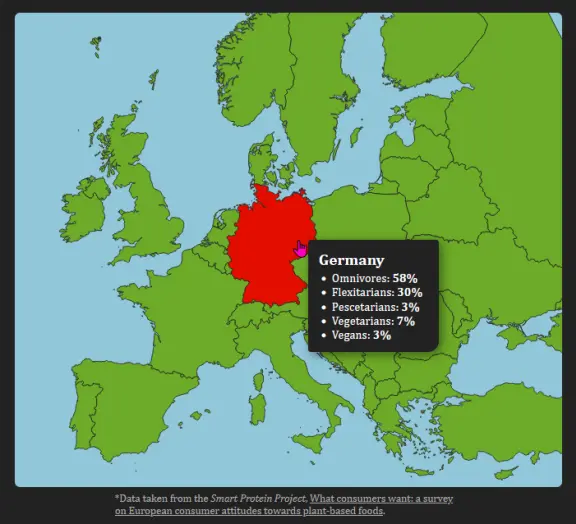 Germany
• Omnivores: 58%
• Flexitarians: 30%
• Pescetarians: 3%
• Vegetarians: 7%
• Vegans: 3%
*Data taken from the Smart Protein Project, What consumers want: a survey
on European consumer attitudes towards plant-based foods.